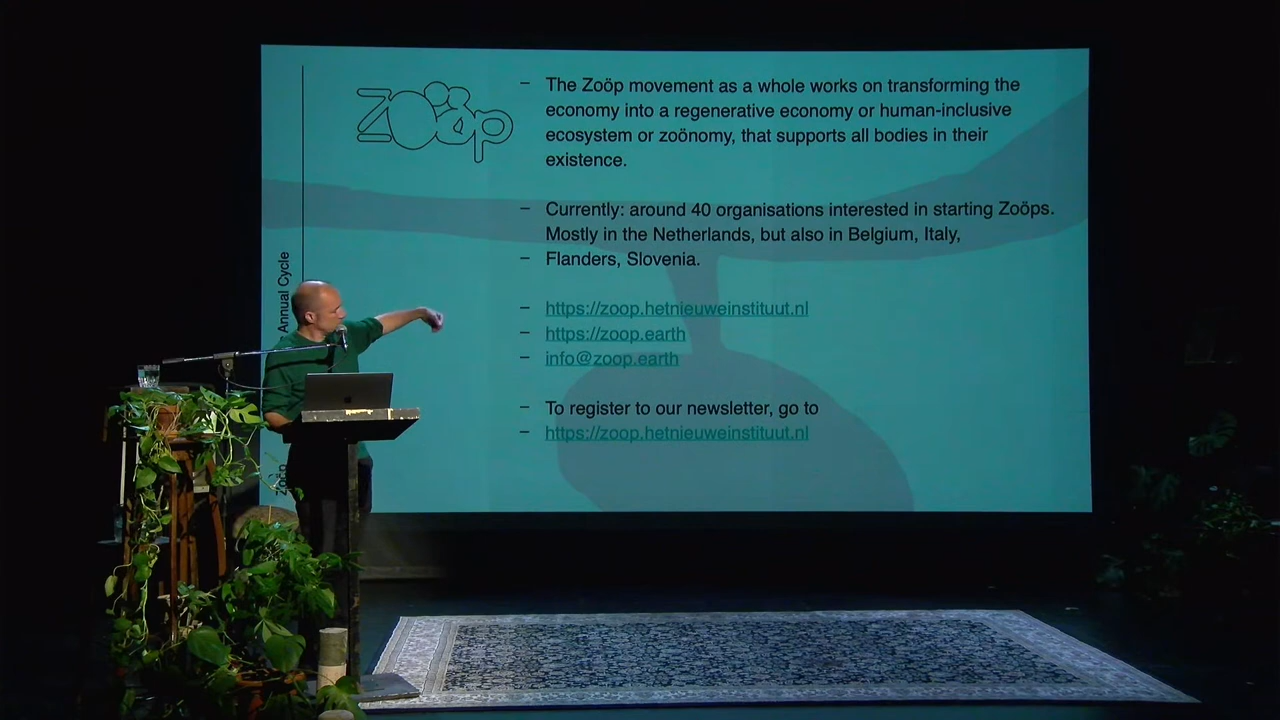 Zoöp
– The Zoöp movement as a whole works on transforming the
economy into a regenerative economy or human-inclusive
ecosystem or zoönomy, that supports all bodies in their
existence.
– Currently: around 40 organisations interested in starting Zoöps.
Mostly in the Netherlands, but also in Belgium, Italy,
– Flanders, Slovenia.
– https://zoop.hetnieuweinstituut.nl
– https://zoop.earth
– info@zoop.earth
– To register to our newsletter, go to
– https://zoop.hetnieuweinstituut.nl
Annual Cycle
Zoöp